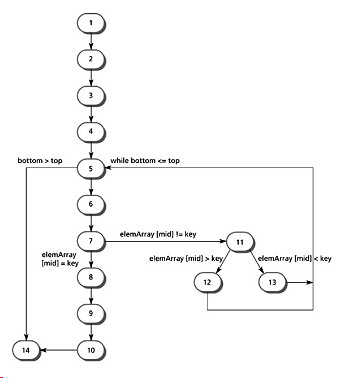 1
2
3
4
bottom > top
while bottom <= top
5
6
elemArray [mid] != key
7
11
elemArray
[mid] = key
elemArray [mid] > key
elemArray [mid] < key
8
12
13
9
14
10